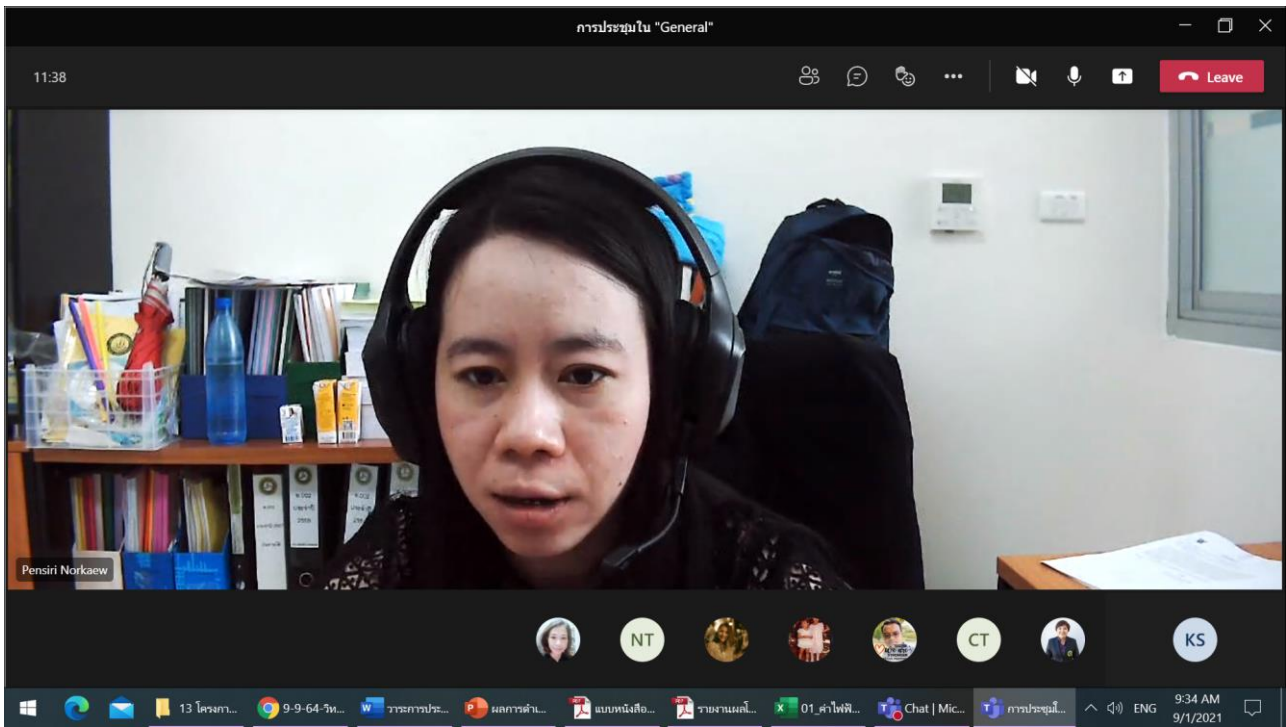 การประชุมใน "General"
11:38
Leave
Pensiri Norkaew
NT
CT
KS
13 โครงกา...
9-9-64-วิท...
วาระการประ...
ผลการดำเ...
แบบหนังสือ...
รายงานผลโ...
01_ค่าไฟฟ้...
Chat | Mic...
การประชุมใ...
ENG
9:34 AM
9/1/2021